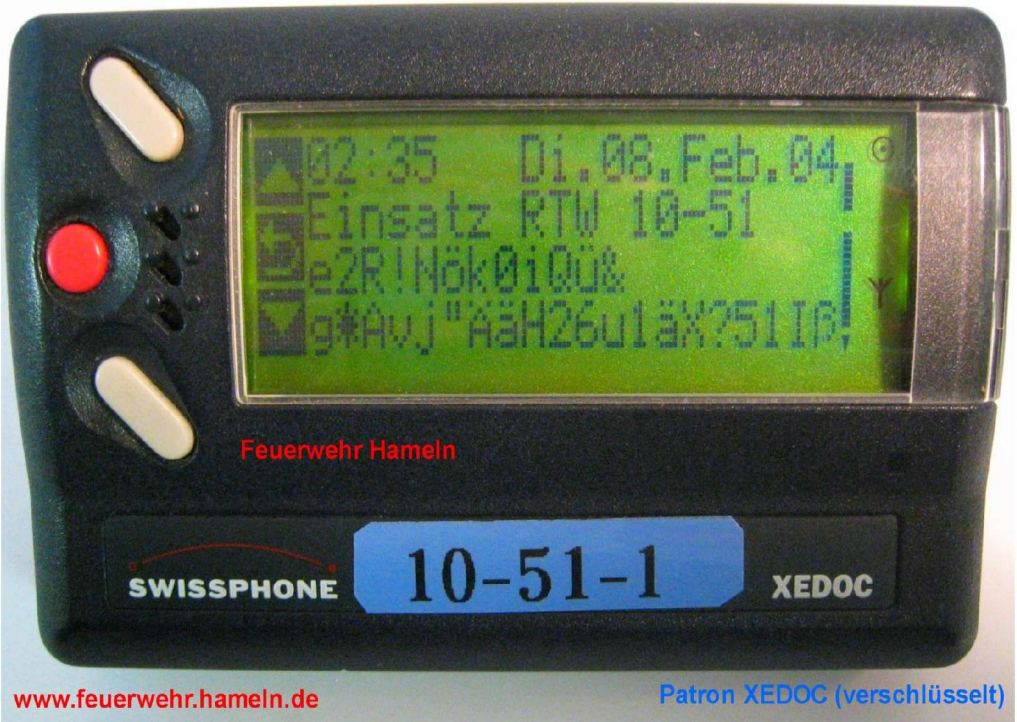 02:35 Di.08.Feb.04
Einsatz RTW 10-51
e2R!Nök0iQü&
g*Avj"ÄäH26u1äX?51Iβ
Feuerwehr Hameln
SWISSPHONE 10-51-1 XEDOC
www.feuerwehr.hameln.de Patron XEDOC (verschlüsselt)